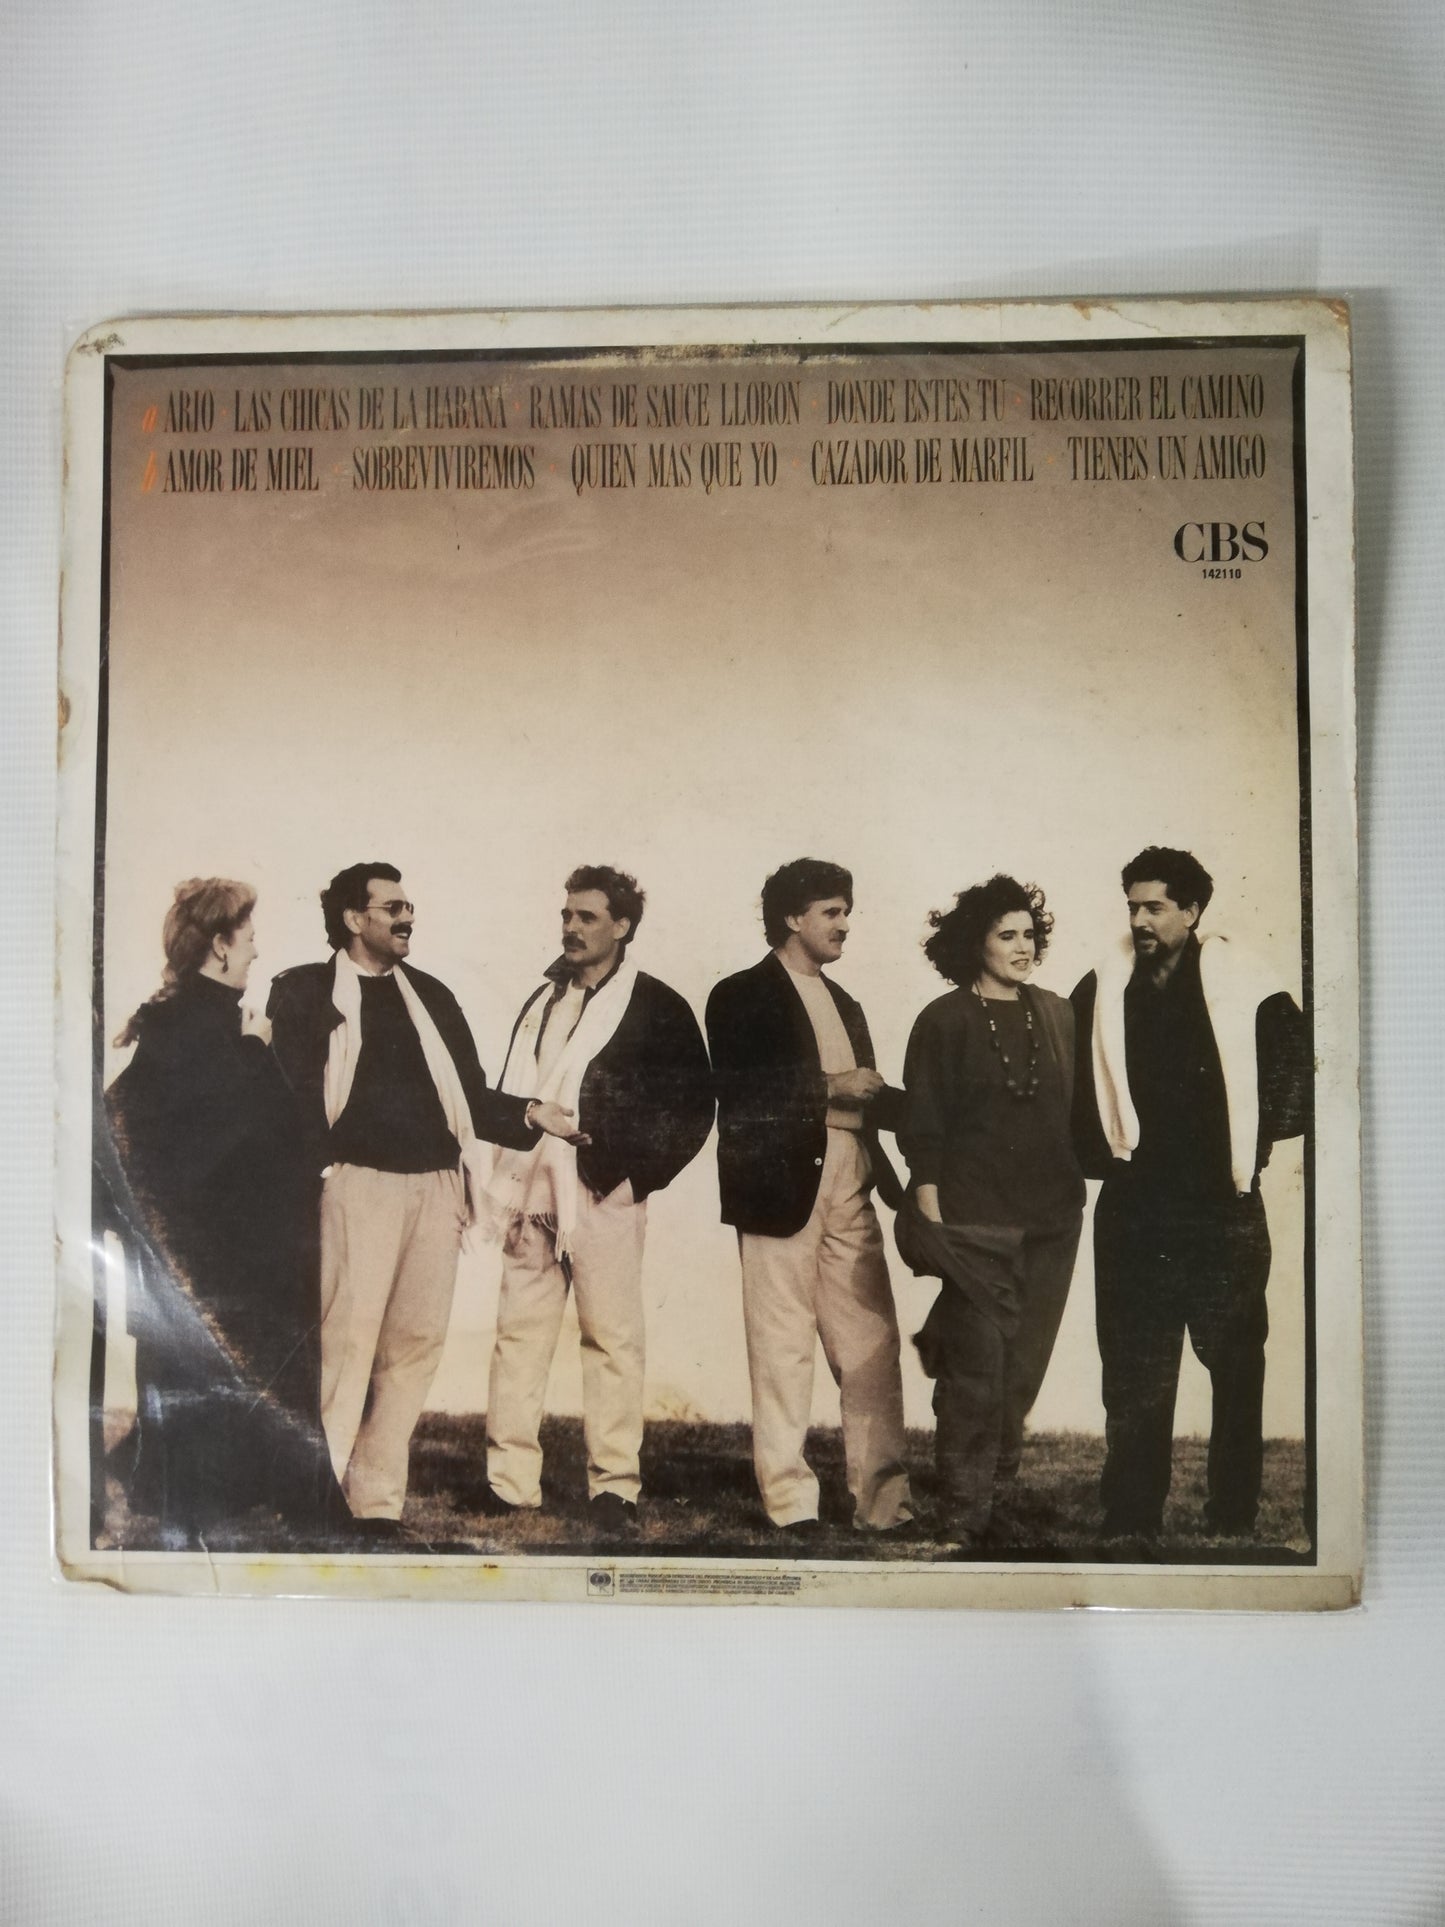 a ARIO · LAS CHICAS DE LA HABANA · RAMAS DE SAUCE LLORON · DONDE ESTES TU · RECORRER EL CAMINO
b AMOR DE MIEL · SOBREVIVIREMOS · QUIEN MAS QUE YO · CAZADOR DE MARFIL · TIENES UN AMIGO
CBS
142110